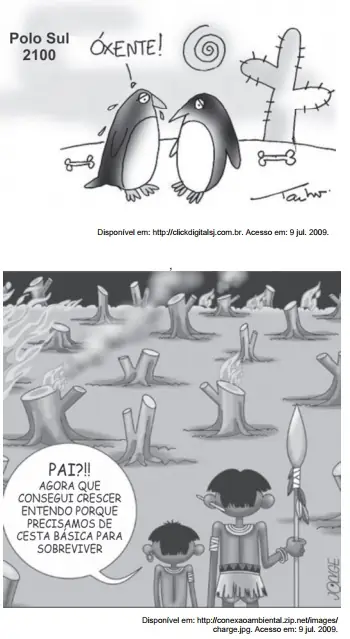 Polo Sul
2100
ÓXENTE!
Disponível em: http://clickdigitalsj.com.br. Acesso em: 9 jul. 2009.
,
PAI?!!
AGORA QUE
CONSEGUI CRESCER
ENTENDO PORQUE
PRECISAMOS DE
CESTA BÁSICA PARA
SOBREVIVER
JORGE
Disponível em: http://conexaoambiental.zip.net/images/
charge.jpg. Acesso em: 9 jul. 2009.